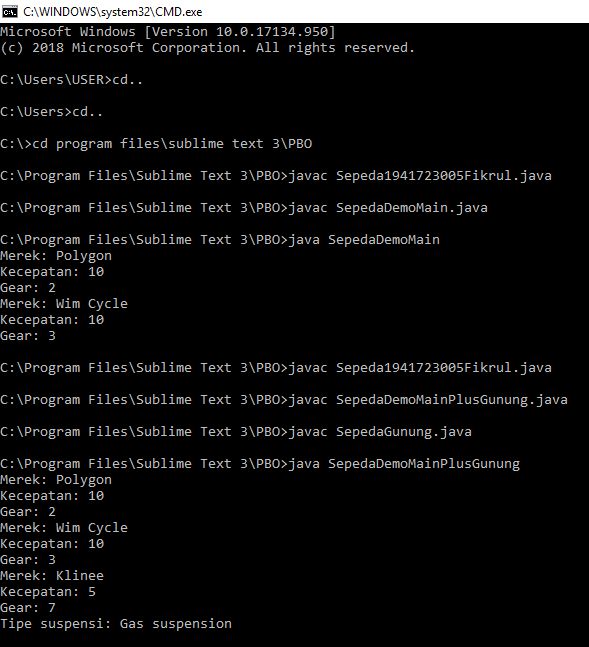 C:\WINDOWS\system32\CMD.exe
Microsoft Windows [Version 10.0.17134.950]
(c) 2018 Microsoft Corporation. All rights reserved.
C:\Users\USER>cd..
C:\Users>cd..
C:\>cd program files\sublime text 3\PBO
C:\Program Files\Sublime Text 3\PBO>javac Sepeda1941723005Fikrul.java
C:\Program Files\Sublime Text 3\PBO>javac SepedaDemoMain.java
C:\Program Files\Sublime Text 3\PBO>java SepedaDemoMain
Merek: Polygon
Kecepatan: 10
Gear: 2
Merek: Wim Cycle
Kecepatan: 10
Gear: 3
C:\Program Files\Sublime Text 3\PBO>javac Sepeda1941723005Fikrul.java
C:\Program Files\Sublime Text 3\PBO>javac SepedaDemoMainPlusGunung.java
C:\Program Files\Sublime Text 3\PBO>javac SepedaGunung.java
C:\Program Files\Sublime Text 3\PBO>java SepedaDemoMainPlusGunung
Merek: Polygon
Kecepatan: 10
Gear: 2
Merek: Wim Cycle
Kecepatan: 10
Gear: 3
Merek: Klinee
Kecepatan: 5
Gear: 7
Tipe suspensi: Gas suspension